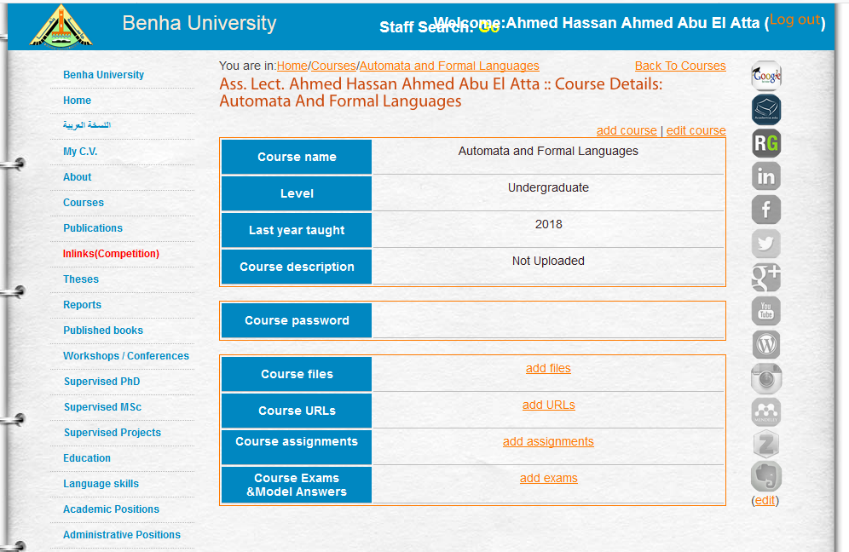 Benha University
Staff Search: Go
Welcome:Ahmed Hassan Ahmed Abu El Atta (Log out)
Benha University
Home
النسخة العربية
My C.V.
About
Courses
Publications
Inlinks(Competition)
Theses
Reports
Published books
Workshops / Conferences
Supervised PhD
Supervised MSc
Supervised Projects
Education
Language skills
Academic Positions
Administrative Positions
You are in:Home/Courses/Automata and Formal Languages
Back To Courses
Ass. Lect. Ahmed Hassan Ahmed Abu El Atta :: Course Details:
Automata And Formal Languages
add course | edit course
Course name Automata and Formal Languages
Level Undergraduate
Last year taught 2018
Course description Not Uploaded
Course password
Course files add files
Course URLs add URLs
Course assignments add assignments
Course Exams
&Model Answers add exams
Google
RG
in
f
g+
You
Tube
W
Z
(edit)